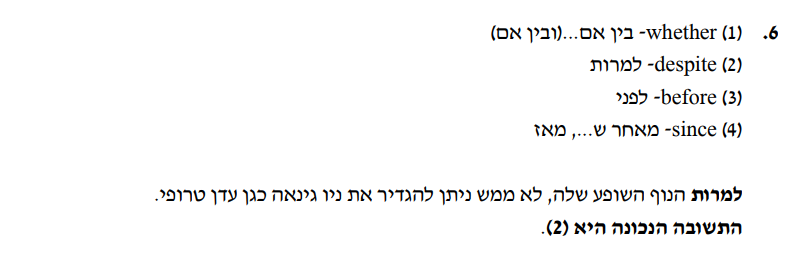 6. (1) whether- בין אם...(ובין אם)
(2) despite- למרות
(3) before- לפני
(4) since- מאחר ש..., מאז
למרות הנוף השופע שלה, לא ממש ניתן להגדיר את ניו גינאה כגן עדן טרופי.
התשובה הנכונה היא (2).